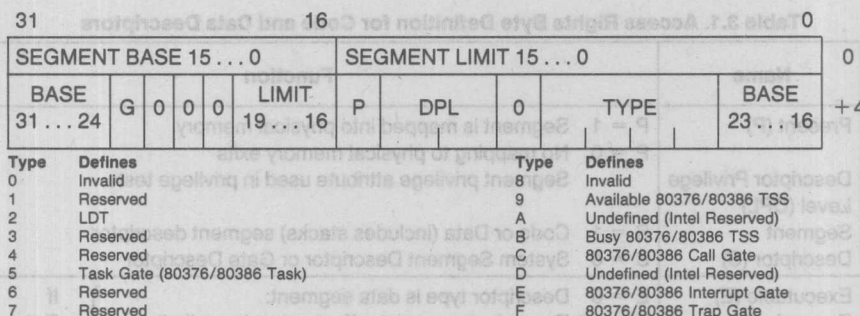 31 16 0
SEGMENT BASE 15 . . . 0 SEGMENT LIMIT 15 . . . 0 0
BASE 31 . . . 24 G 0 0 0 LIMIT 19 . . . 16 P DPL 0 TYPE BASE 23 . . . 16 +4
Type Defines Type Defines
0 Invalid 8 Invalid
1 Reserved 9 Available 80376/80386 TSS
2 LDT A Undefined (Intel Reserved)
3 Reserved B Busy 80376/80386 TSS
4 Reserved C 80376/80386 Call Gate
5 Task Gate (80376/80386 Task) D Undefined (Intel Reserved)
6 Reserved E 80376/80386 Interrupt Gate
7 Reserved F 80376/80386 Trap Gate